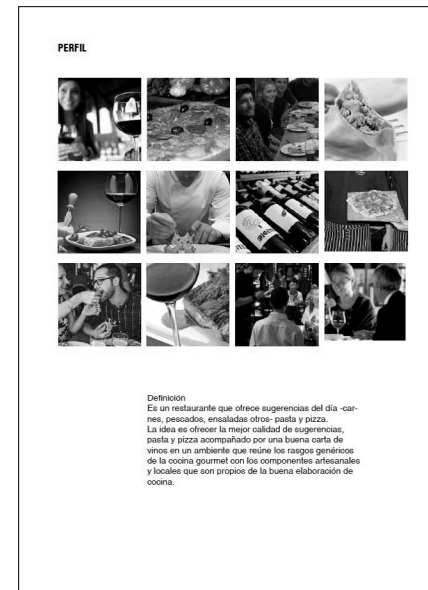 PERFIL
Definición
Es un restaurante que ofrece sugerencias del día -car-
nes, pescados, ensaladas otros- pasta y pizza.
La idea es ofrecer la mejor calidad de sugerencias,
pasta y pizza acompañado por una buena carta de
vinos en un ambiente que reúne los rasgos genéricos
de la cocina gourmet con los componentes artesanales
y locales que son propios de la buena elaboración de
cocina.